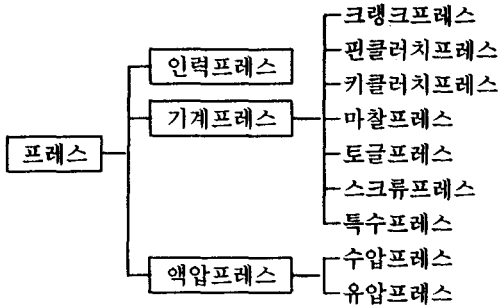 크랭크프레스
핀클러치프레스
인력프레스
키클러치프레스
기계프레스
마찰프레스
프레스
토글프레스
스크류프레스
특수프레스
액압프레스
수압프레스
유압프레스